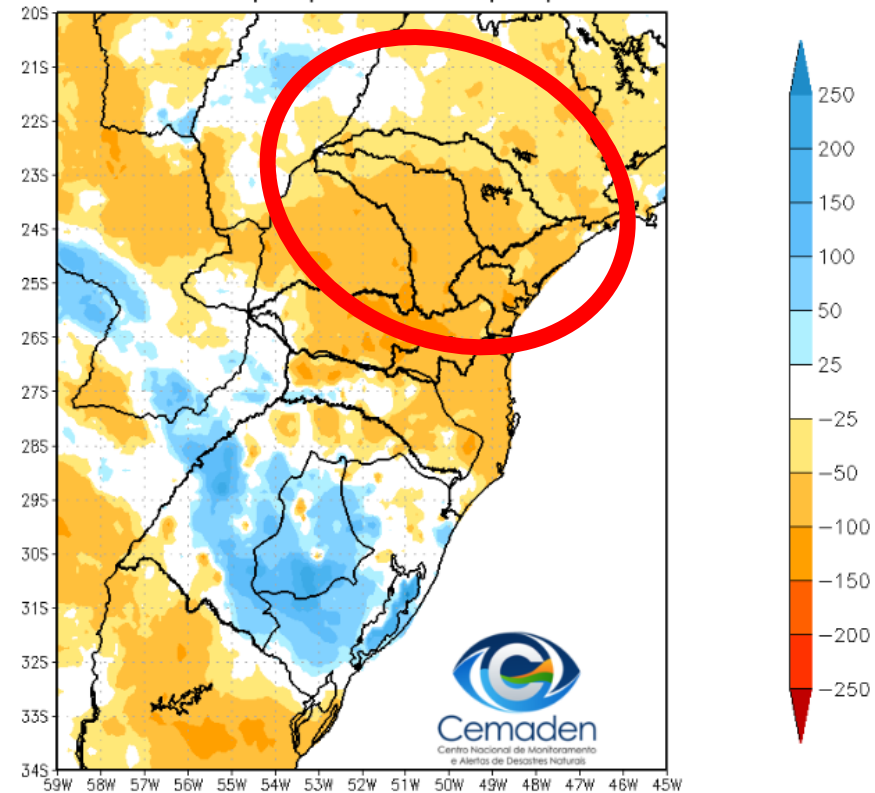 20S
21S
22S
23S
24S
25S
26S
27S
28S
29S
30S
31S
32S
33S
34S
59W 58W 57W 56W 55W 54W 53W 52W 51W 50W 49W 48W 47W 46W 45W
250
200
150
100
50
25
−25
−50
−100
−150
−200
−250
Cemaden
Centro Nacional de Monitoramento
e Alertas de Desastres Naturais